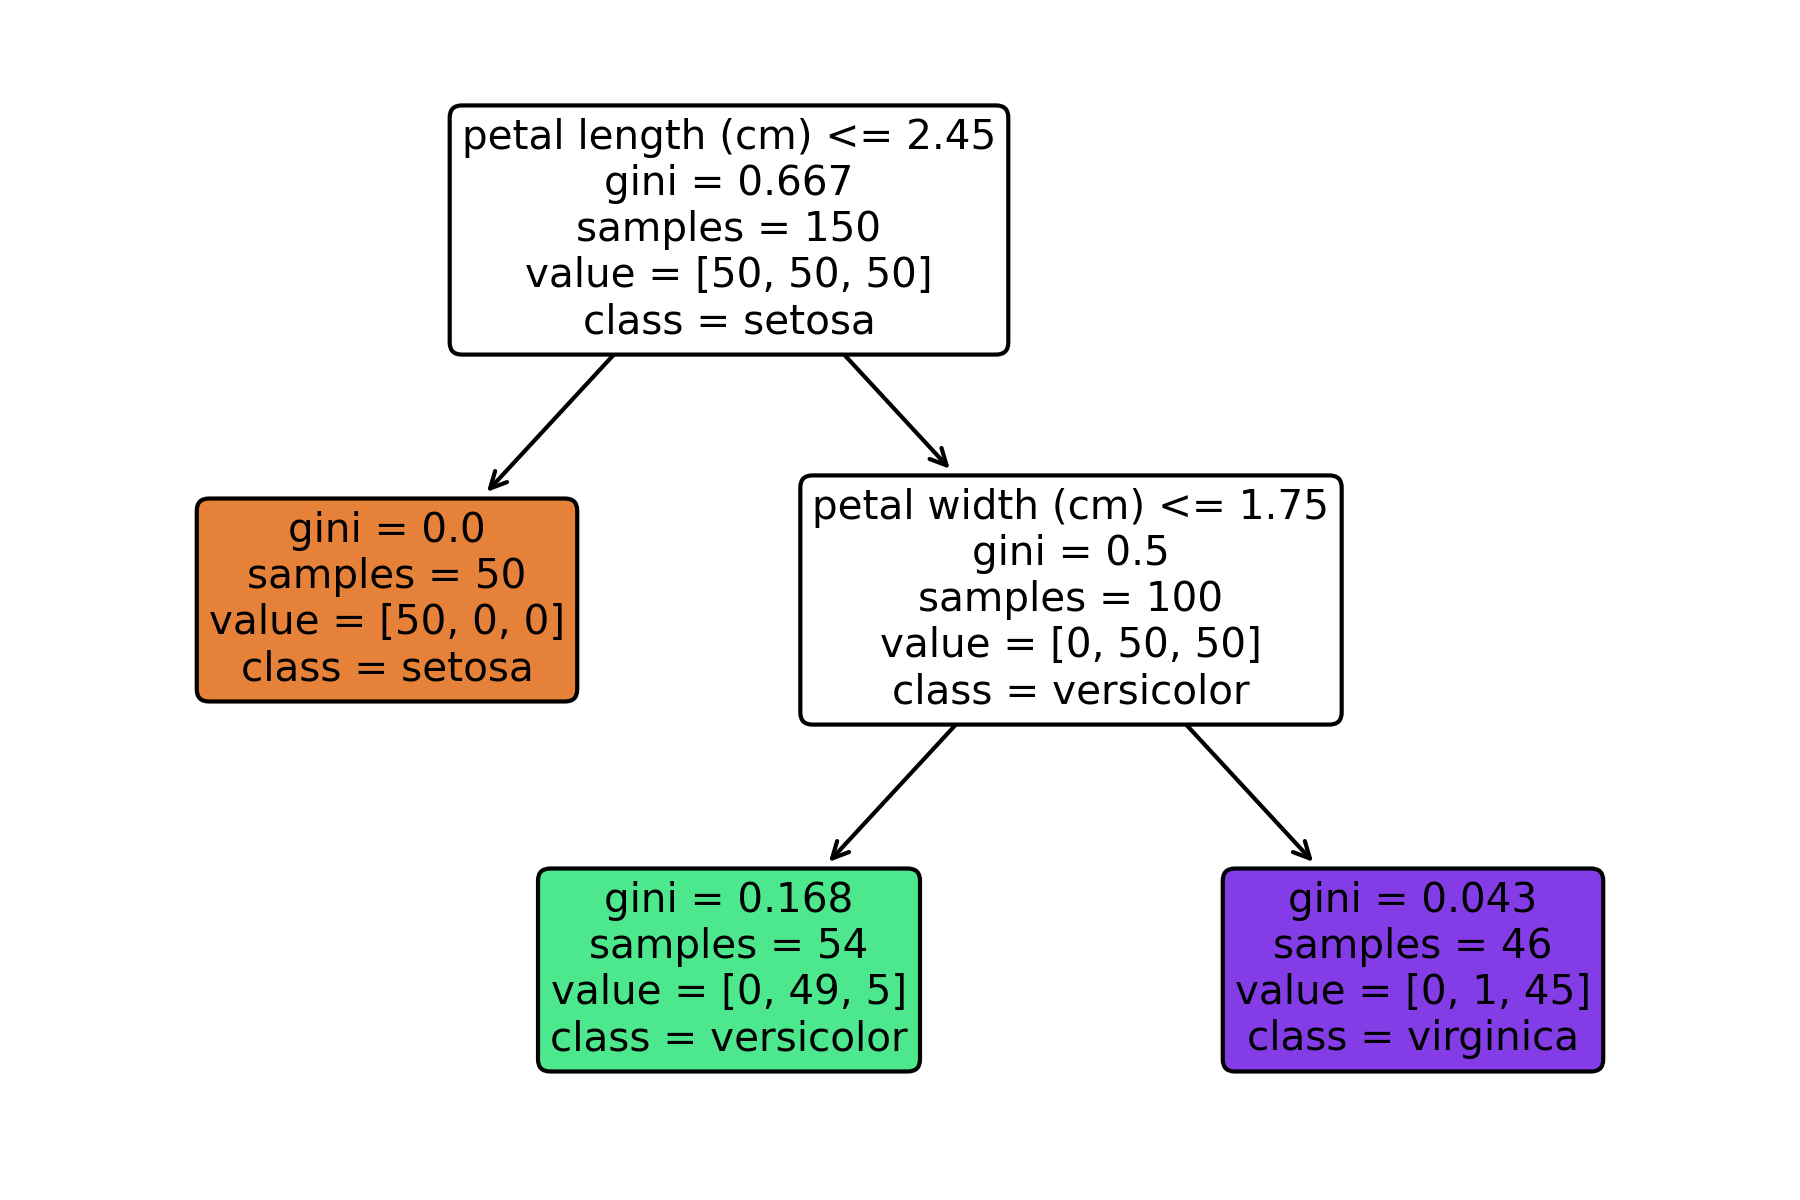 petal length (cm) <= 2.45
gini = 0.667
samples = 150
value = [50, 50, 50]
class = setosa
gini = 0.0
samples = 50
value = [50, 0, 0]
class = setosa
petal width (cm) <= 1.75
gini = 0.5
samples = 100
value = [0, 50, 50]
class = versicolor
gini = 0.168
samples = 54
value = [0, 49, 5]
class = versicolor
gini = 0.043
samples = 46
value = [0, 1, 45]
class = virginica